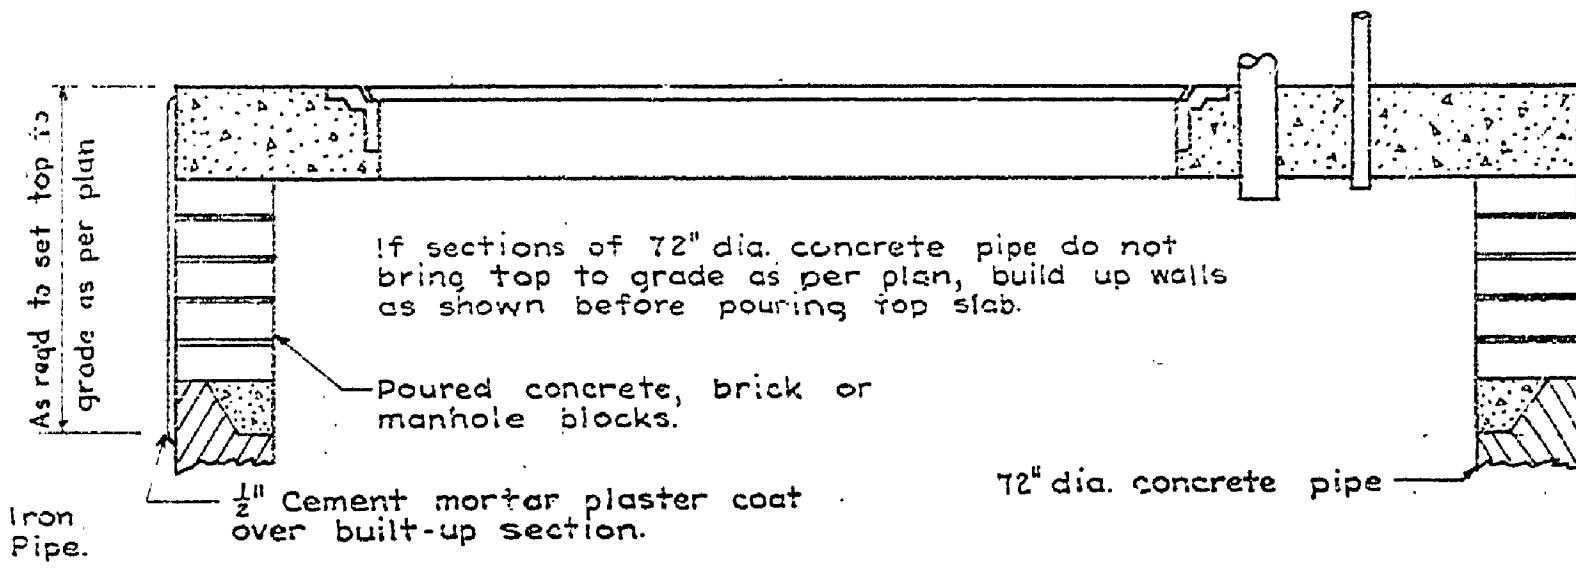 As req'd to set top to
grade as per plan
If sections of 72" dia. concrete pipe do not
bring top to grade as per plan, build up walls
as shown before pouring top slab.
Poured concrete, brick or
manhole blocks.
72" dia. concrete pipe
1/2" Cement mortar plaster coat
over built-up section.
Iron
Pipe.